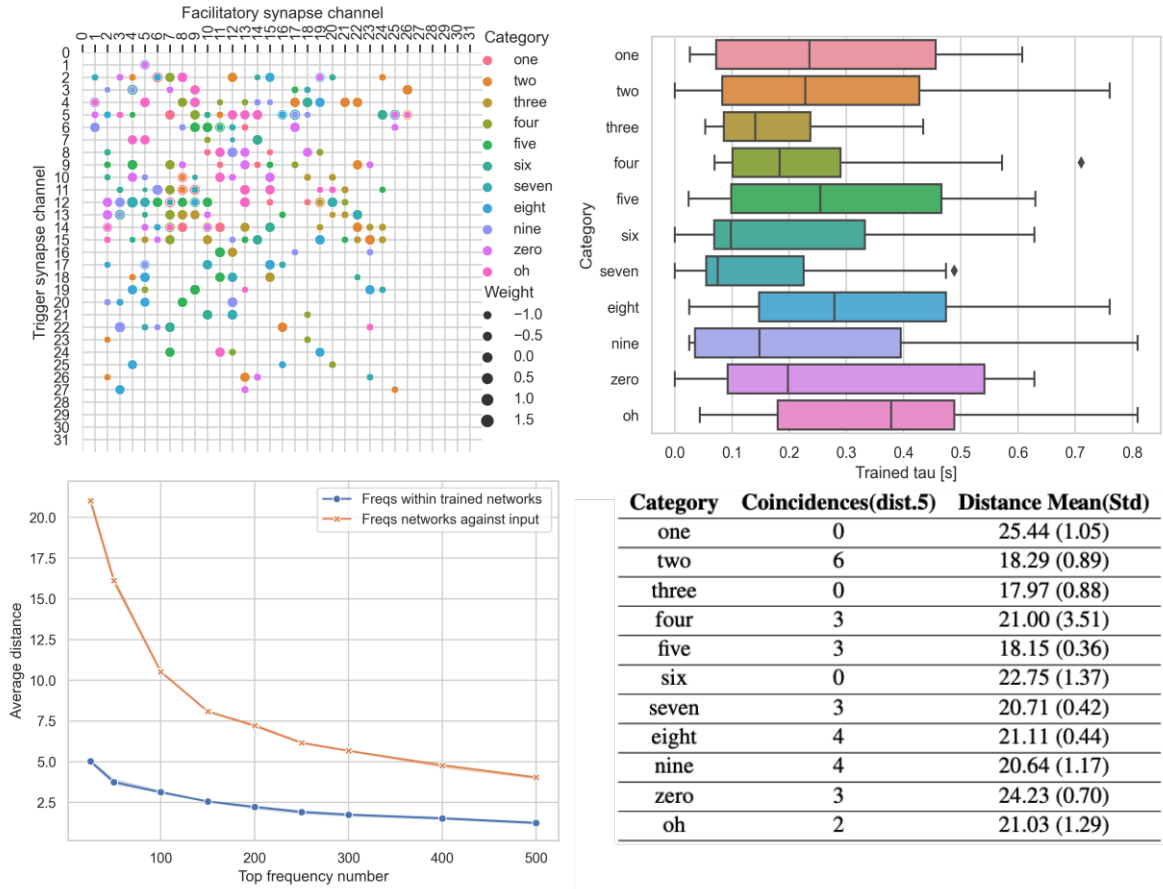 Facilitatory synapse channel
0 1 2 3 4 5 6 7 8 9 10 11 12 13 14 15 16 17 18 19 20 21 22 23 24 25 26 27 28 29 30 31
Trigger synapse channel
0
1
2
3
4
5
6
7
8
9
10
11
12
13
14
15
16
17
18
19
20
21
22
23
24
25
26
27
28
29
30
31
Category
one
two
three
four
five
six
seven
eight
nine
zero
oh
Weight
−1.0
−0.5
0.0
0.5
1.0
1.5
Category
one
two
three
four
five
six
seven
eight
nine
zero
oh
0.0 0.1 0.2 0.3 0.4 0.5 0.6 0.7 0.8
Trained tau [s]
Average distance
20.0
17.5
15.0
12.5
10.0
7.5
5.0
2.5
Freqs within trained networks
Freqs networks against input
100 200 300 400 500
Top frequency number
Category Coincidences(dist.5) Distance Mean(Std)
one 0 25.44 (1.05)
two 6 18.29 (0.89)
three 0 17.97 (0.88)
four 3 21.00 (3.51)
five 3 18.15 (0.36)
six 0 22.75 (1.37)
seven 3 20.71 (0.42)
eight 4 21.11 (0.44)
nine 4 20.64 (1.17)
zero 3 24.23 (0.70)
oh 2 21.03 (1.29)